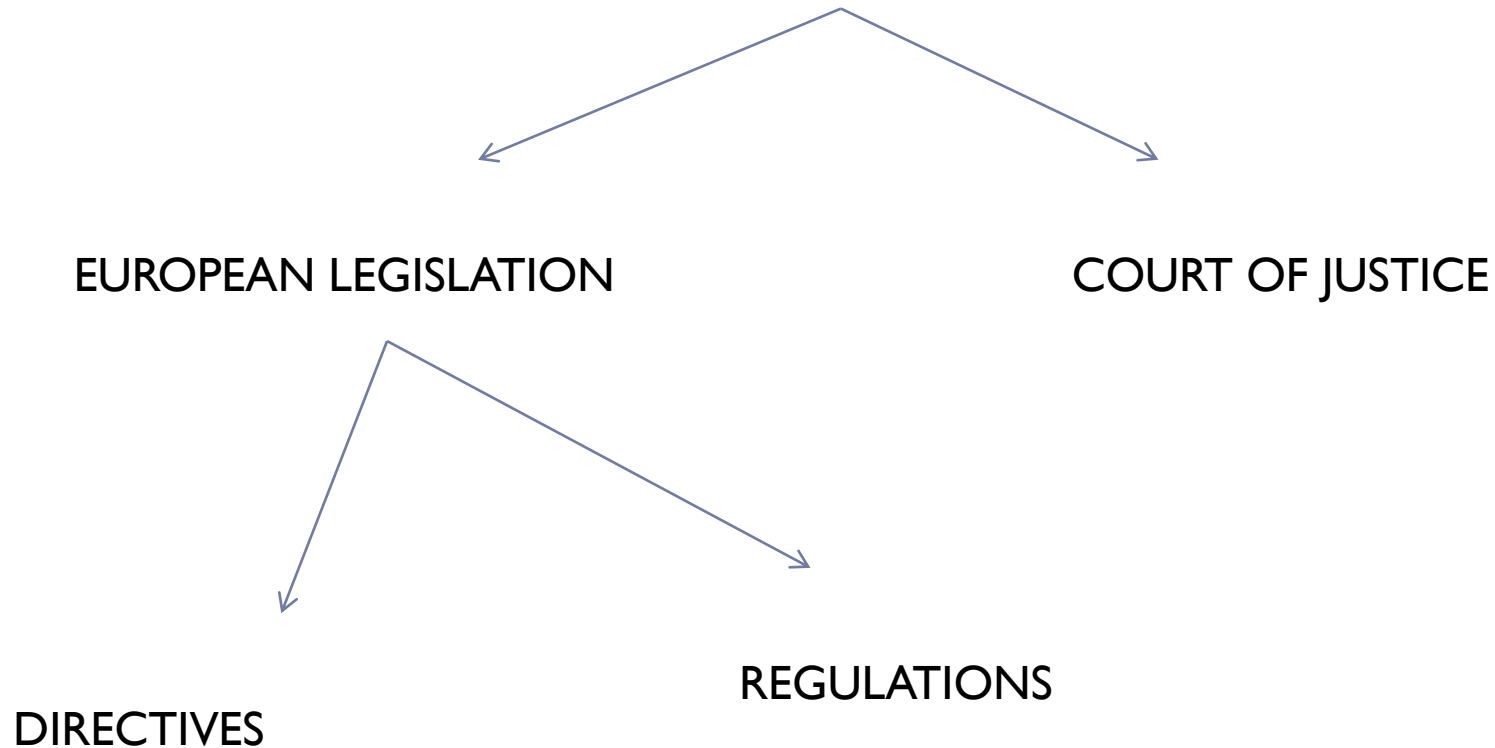 EUROPEAN LEGISLATION
COURT OF JUSTICE
REGULATIONS
DIRECTIVES